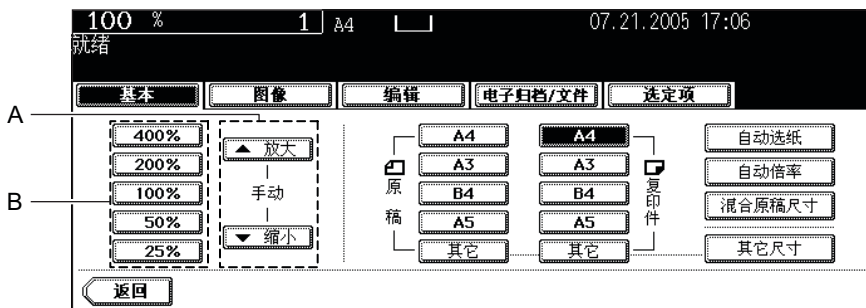 100 % 1 A4 07.21.2005 17:06
就绪
基本 图像 编辑 电子归档/文件 选定项
A
B
400% ▲ 放大 A4 A4 自动选纸
200% A3 A3 自动倍率
100% 手动 原稿 B4 B4 复印件 混合原稿尺寸
50% A5 A5
25% ▼ 缩小 其它 其它 其它尺寸
返回